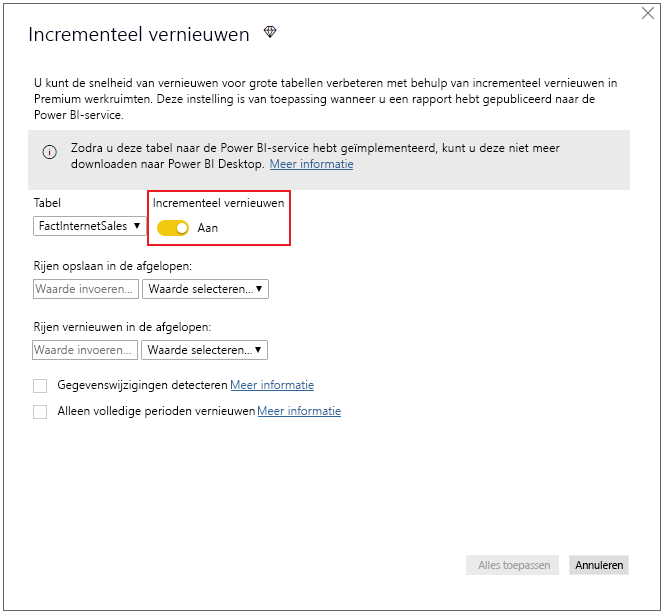 Incrementeel vernieuwen
U kunt de snelheid van vernieuwen voor grote tabellen verbeteren met behulp van incrementeel vernieuwen in
Premium werkruimten. Deze instelling is van toepassing wanneer u een rapport hebt gepubliceerd naar de
Power BI-service.
Zodra u deze tabel naar de Power BI-service hebt geïmplementeerd, kunt u deze niet meer
downloaden naar Power BI Desktop. Meer informatie
Tabel Incrementeel vernieuwen
FactInternetSales Aan
Rijen opslaan in de afgelopen:
Waarde invoeren... Waarde selecteren...
Rijen vernieuwen in de afgelopen:
Waarde invoeren... Waarde selecteren...
Gegevenswijzigingen detecteren Meer informatie
Alleen volledige perioden vernieuwen Meer informatie
Alles toepassen Annuleren